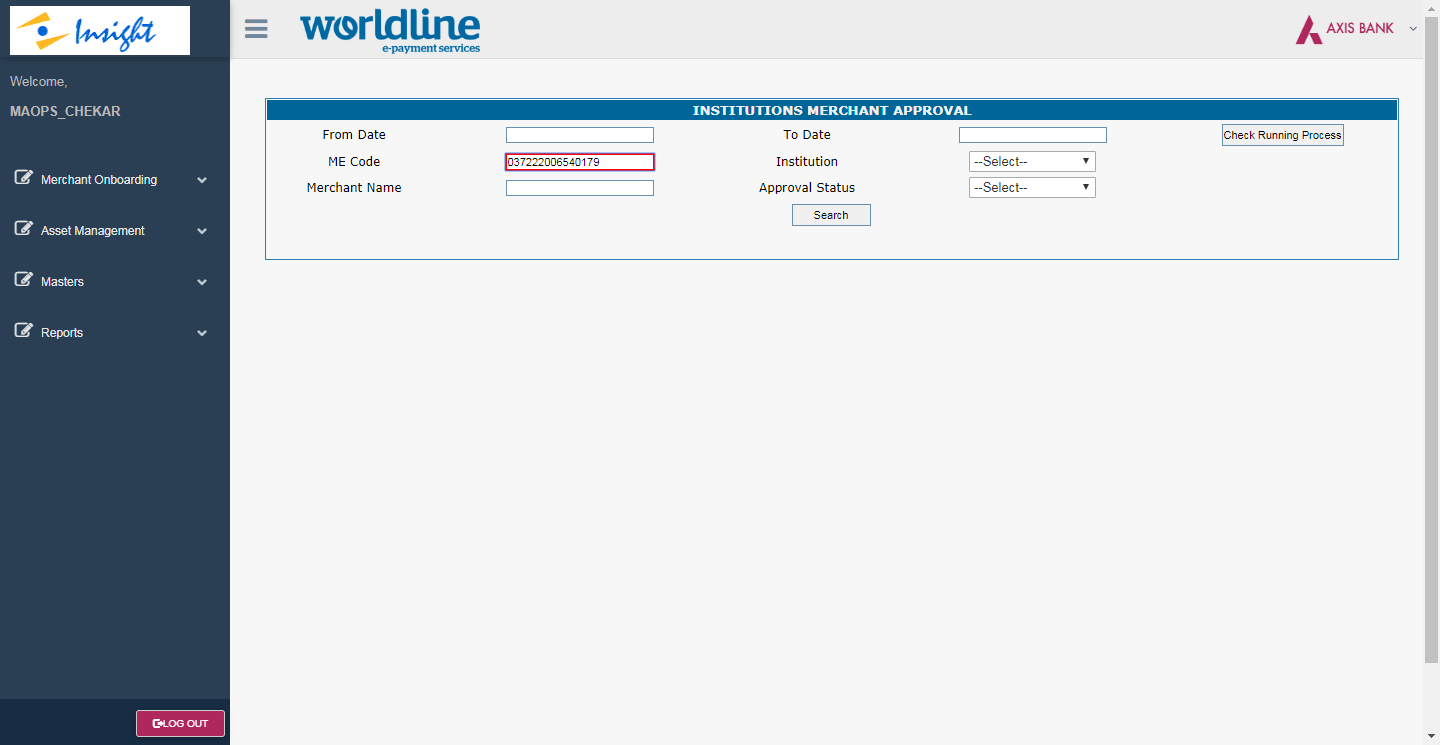 Insight
worldline
e-payment services
AXIS BANK
Welcome,
MAOPS_CHEKAR
Merchant Onboarding
Asset Management
Masters
Reports
LOG OUT
INSTITUTIONS MERCHANT APPROVAL
From Date To Date Check Running Process
ME Code 037222006540179 Institution --Select--
Merchant Name Approval Status --Select--
Search